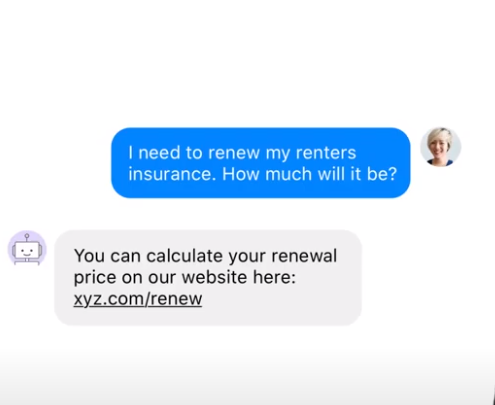 I need to renew my renters
insurance. How much will it be?
You can calculate your renewal
price on our website here:
xyz.com/renew